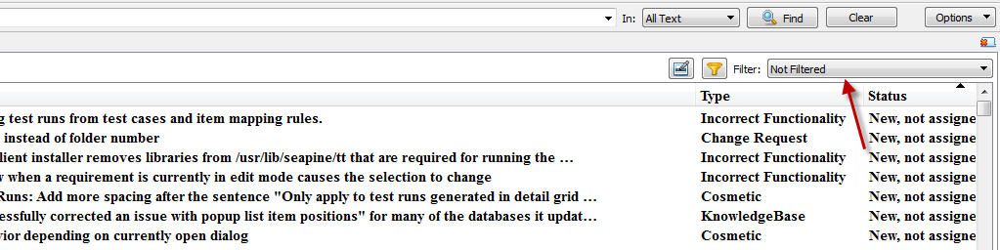 In: All Text Find Clear Options
Filter: Not Filtered
Type Status
g test runs from test cases and item mapping rules. Incorrect Functionality New, not assigne
instead of folder number Change Request New, not assigne
lient installer removes libraries from /usr/lib/seapine/tt that are required for running the … Incorrect Functionality New, not assigne
w when a requirement is currently in edit mode causes the selection to change Incorrect Functionality New, not assigne
Runs: Add more spacing after the sentence "Only apply to test runs generated in detail grid … Cosmetic New, not assigne
essfully corrected an issue with popup list item positions" for many of the databases it updat… KnowledgeBase New, not assigne
vior depending on currently open dialog Cosmetic New, not assigne